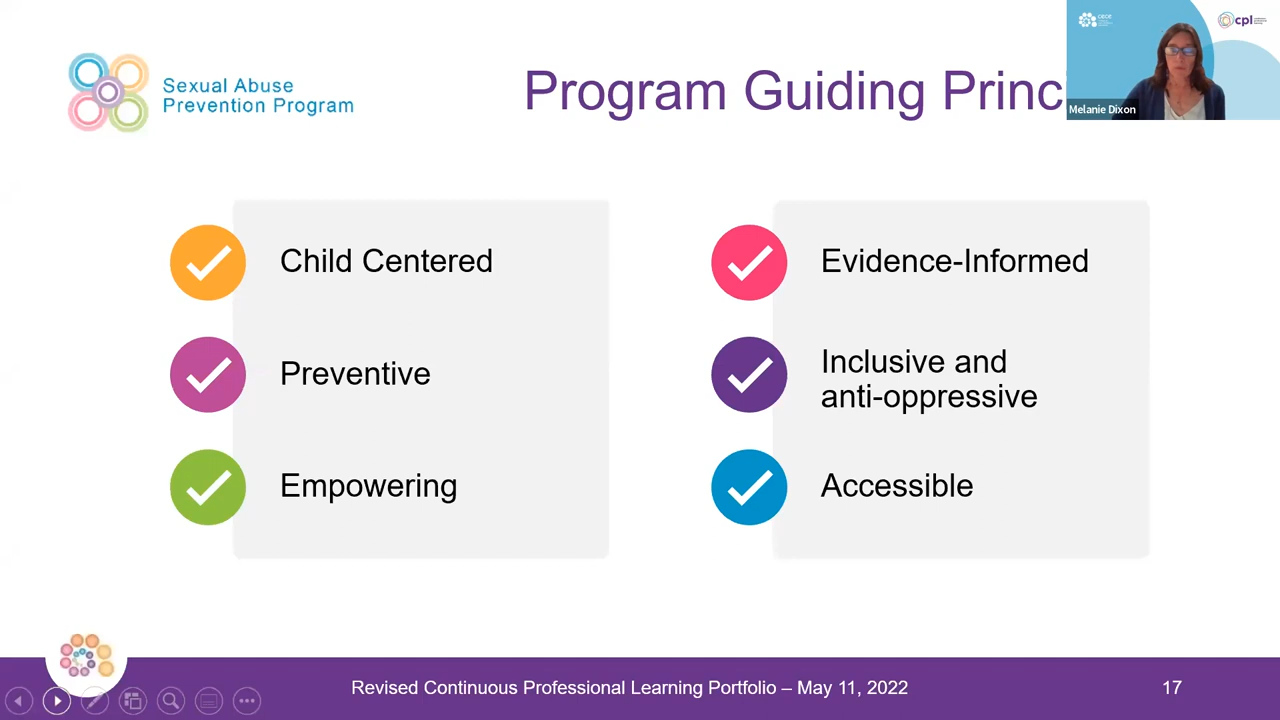 Sexual Abuse
Prevention Program
Program Guiding Princ
cpl
Melanie Dixon
Child Centered
Preventive
Empowering
Evidence-Informed
Inclusive and
anti-oppressive
Accessible
Revised Continuous Professional Learning Portfolio – May 11, 2022
17